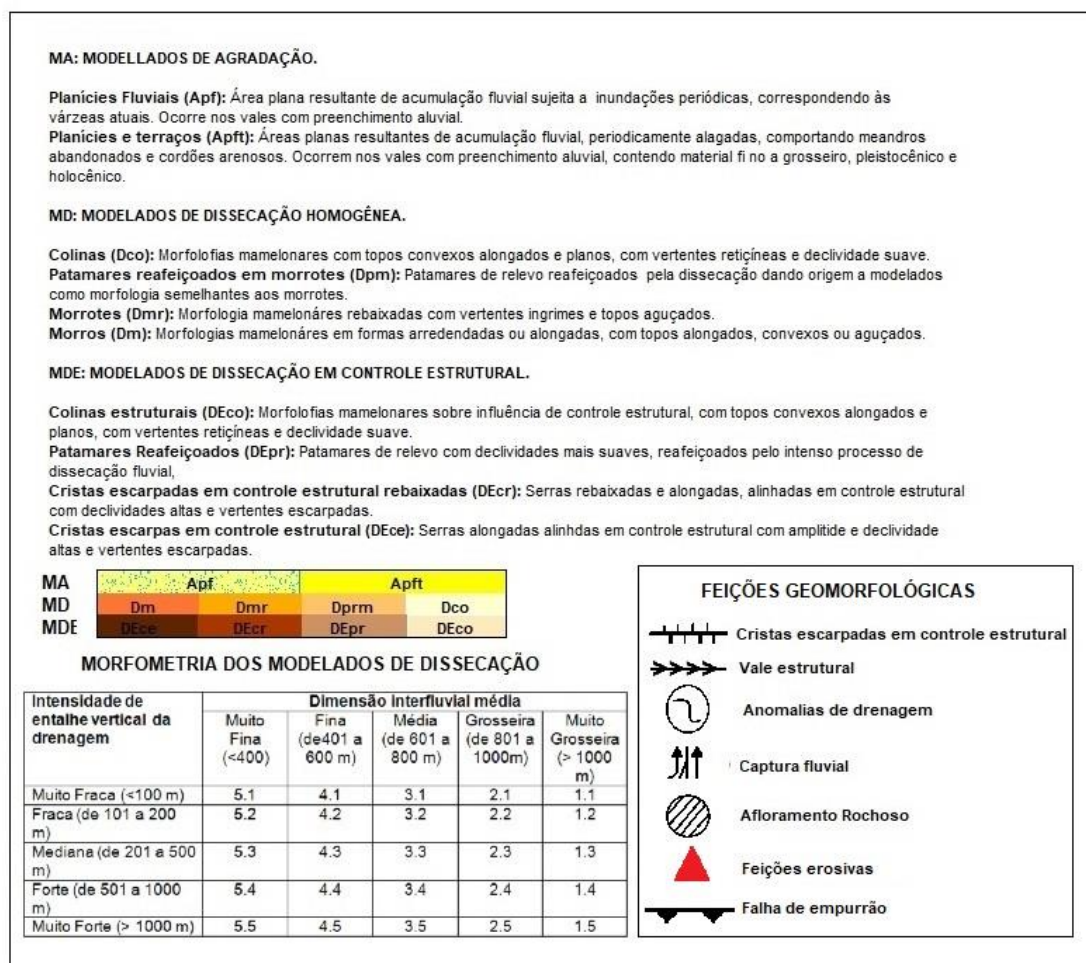 MA: MODELLADOS DE AGRADAÇÃO.
Planícies Fluviais (Apf): Área plana resultante de acumulação fluvial sujeita a inundações periódicas, correspondendo às
várzeas atuais. Ocorre nos vales com preenchimento aluvial.
Planícies e terraços (Apft): Áreas planas resultantes de acumulação fluvial, periodicamente alagadas, comportando meandros
abandonados e cordões arenosos. Ocorrem nos vales com preenchimento aluvial, contendo material fi no a grosseiro, pleistocênico e
holocênico.
MD: MODELADOS DE DISSECAÇÃO HOMOGÊNEA.
Colinas (Dco): Morfolofias mamelonares com topos convexos alongados e planos, com vertentes retiçíneas e declividade suave.
Patamares reafeiçoados em morrotes (Dpm): Patamares de relevo reafeiçoados pela dissecação dando origem a modelados
como morfologia semelhantes aos morrotes.
Morrotes (Dmr): Morfologia mamelonáres rebaixadas com vertentes ingrimes e topos aguçados.
Morros (Dm): Morfologias mamelonáres em formas arredendadas ou alongadas, com topos alongados, convexos ou aguçados.
MDE: MODELADOS DE DISSECAÇÃO EM CONTROLE ESTRUTURAL.
Colinas estruturais (DEco): Morfolofias mamelonares sobre influência de controle estrutural, com topos convexos alongados e
planos, com vertentes retiçíneas e declividade suave.
Patamares Reafeiçoados (DEpr): Patamares de relevo com declividades mais suaves, reafeiçoados pelo intenso processo de
dissecação fluvial,
Cristas escarpadas em controle estrutural rebaixadas (DEcr): Serras rebaixadas e alongadas, alinhadas em controle estrutural
com declividades altas e vertentes escarpadas.
Cristas escarpas em controle estrutural (DEce): Serras alongadas alinhdas em controle estrutural com amplitide e declividade
altas e vertentes escarpadas.
MA Apf Apft
MD Dm Dmr Dprm Dco
MDE DEce DEcr DEpr DEco
MORFOMETRIA DOS MODELADOS DE DISSECAÇÃO
Intensidade de entalhe vertical da drenagem
Dimensão interfluvial média
Muito Fina (<400)
Fina (de401 a 600 m)
Média (de 601 a 800 m)
Grosseira (de 801 a 1000m)
Muito Grosseira (> 1000 m)
Muito Fraca (<100 m) 5.1 4.1 3.1 2.1 1.1
Fraca (de 101 a 200 m) 5.2 4.2 3.2 2.2 1.2
Mediana (de 201 a 500 m) 5.3 4.3 3.3 2.3 1.3
Forte (de 501 a 1000 m) 5.4 4.4 3.4 2.4 1.4
Muito Forte (> 1000 m) 5.5 4.5 3.5 2.5 1.5
FEIÇÕES GEOMORFOLÓGICAS
Cristas escarpadas em controle estrutural
Vale estrutural
Anomalias de drenagem
Captura fluvial
Afloramento Rochoso
Feições erosivas
Falha de empurrão